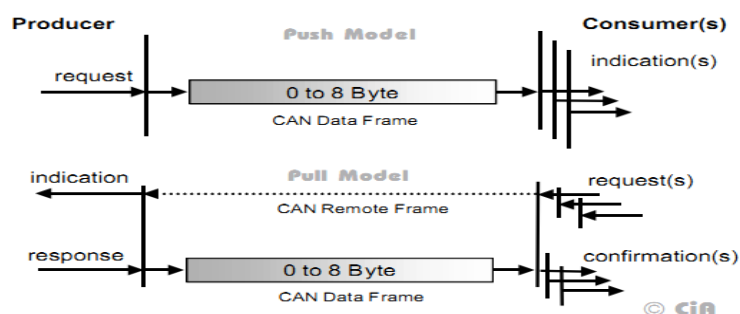 Producer
Push Model
Consumer(s)
indication(s)
request
0 to 8 Byte
CAN Data Frame
indication
Pull Model
request(s)
CAN Remote Frame
response
confirmation(s)
0 to 8 Byte
CAN Data Frame
© CiA